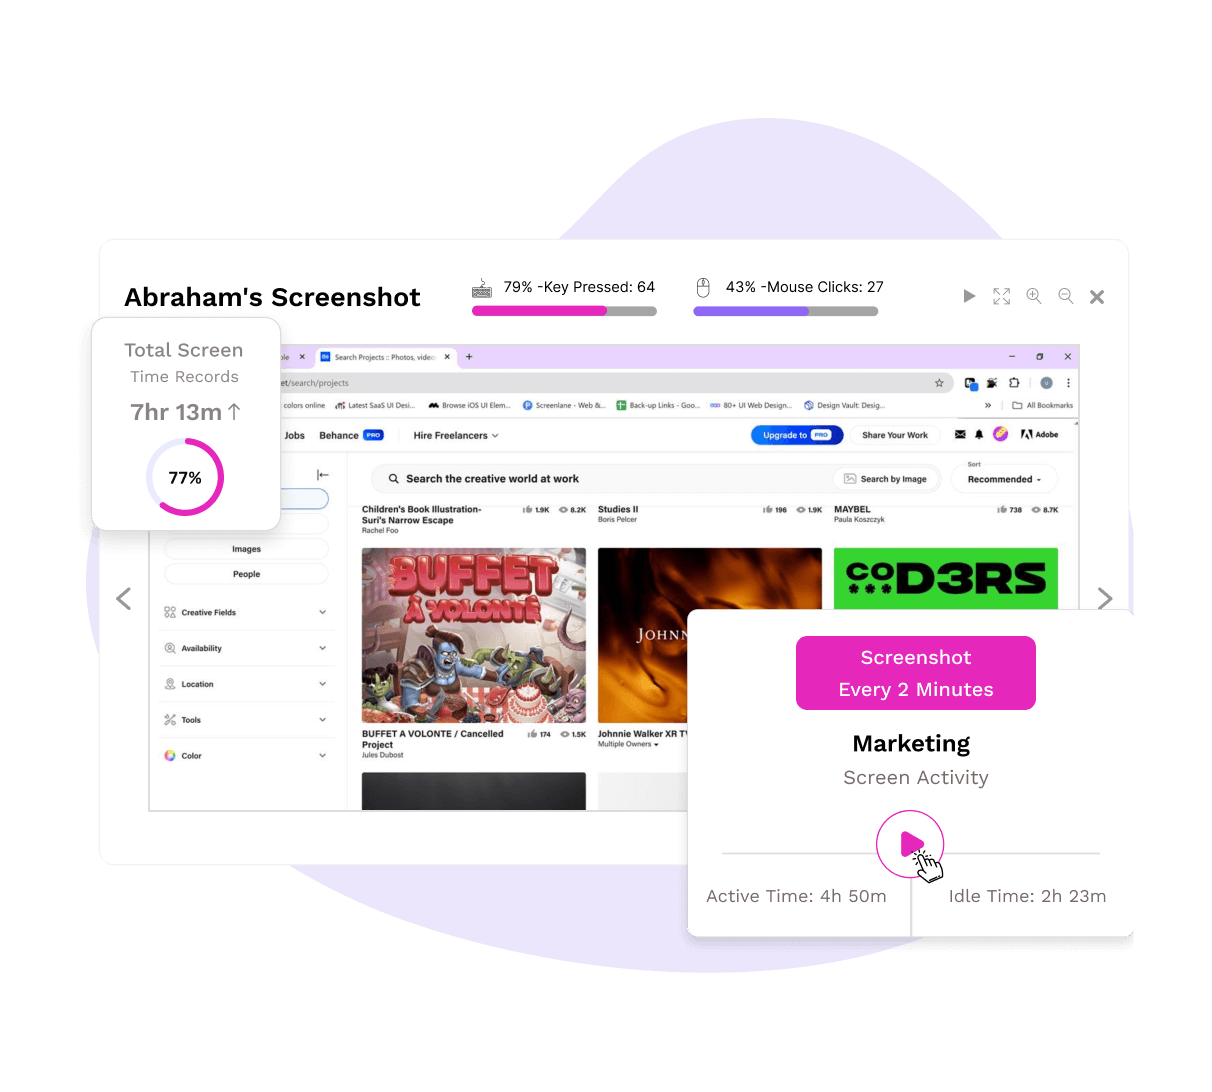 Abraham's Screenshot
79% -Key Pressed: 64
43% -Mouse Clicks: 27
Total Screen
Time Records
7hr 13m↑
77%
Search Projects :: Photos, video
et/search/projects
colors online
Latest SaaS UI Desi...
Browse iOS UI Elem...
Screenlane - Web &...
Back-up Links - Goo...
80+ UI Web Design...
Design Vault: Desig...
»
All Bookmarks
Jobs
Behance PRO
Hire Freelancers
Upgrade to PRO
Share Your Work
Adobe
Search the creative world at work
Search by Image
Sort
Recommended
Images
People
Creative Fields
Availability
Location
Tools
Color
Children's Book Illustration-
Suri's Narrow Escape
Rachel Foo
1.9K 8.2K
Studies II
Boris Pelcer
196 1.9K
MAYBEL
Paula Koszczyk
738 8.7K
BUFFET
À VOLONTÉ
JOHNN
COD3RS
BUFFET A VOLONTE / Cancelled
Project
Jules Dubost
174 1.5K
Johnnie Walker XR T
Multiple Owners
Screenshot
Every 2 Minutes
Marketing
Screen Activity
Active Time: 4h 50m
Idle Time: 2h 23m